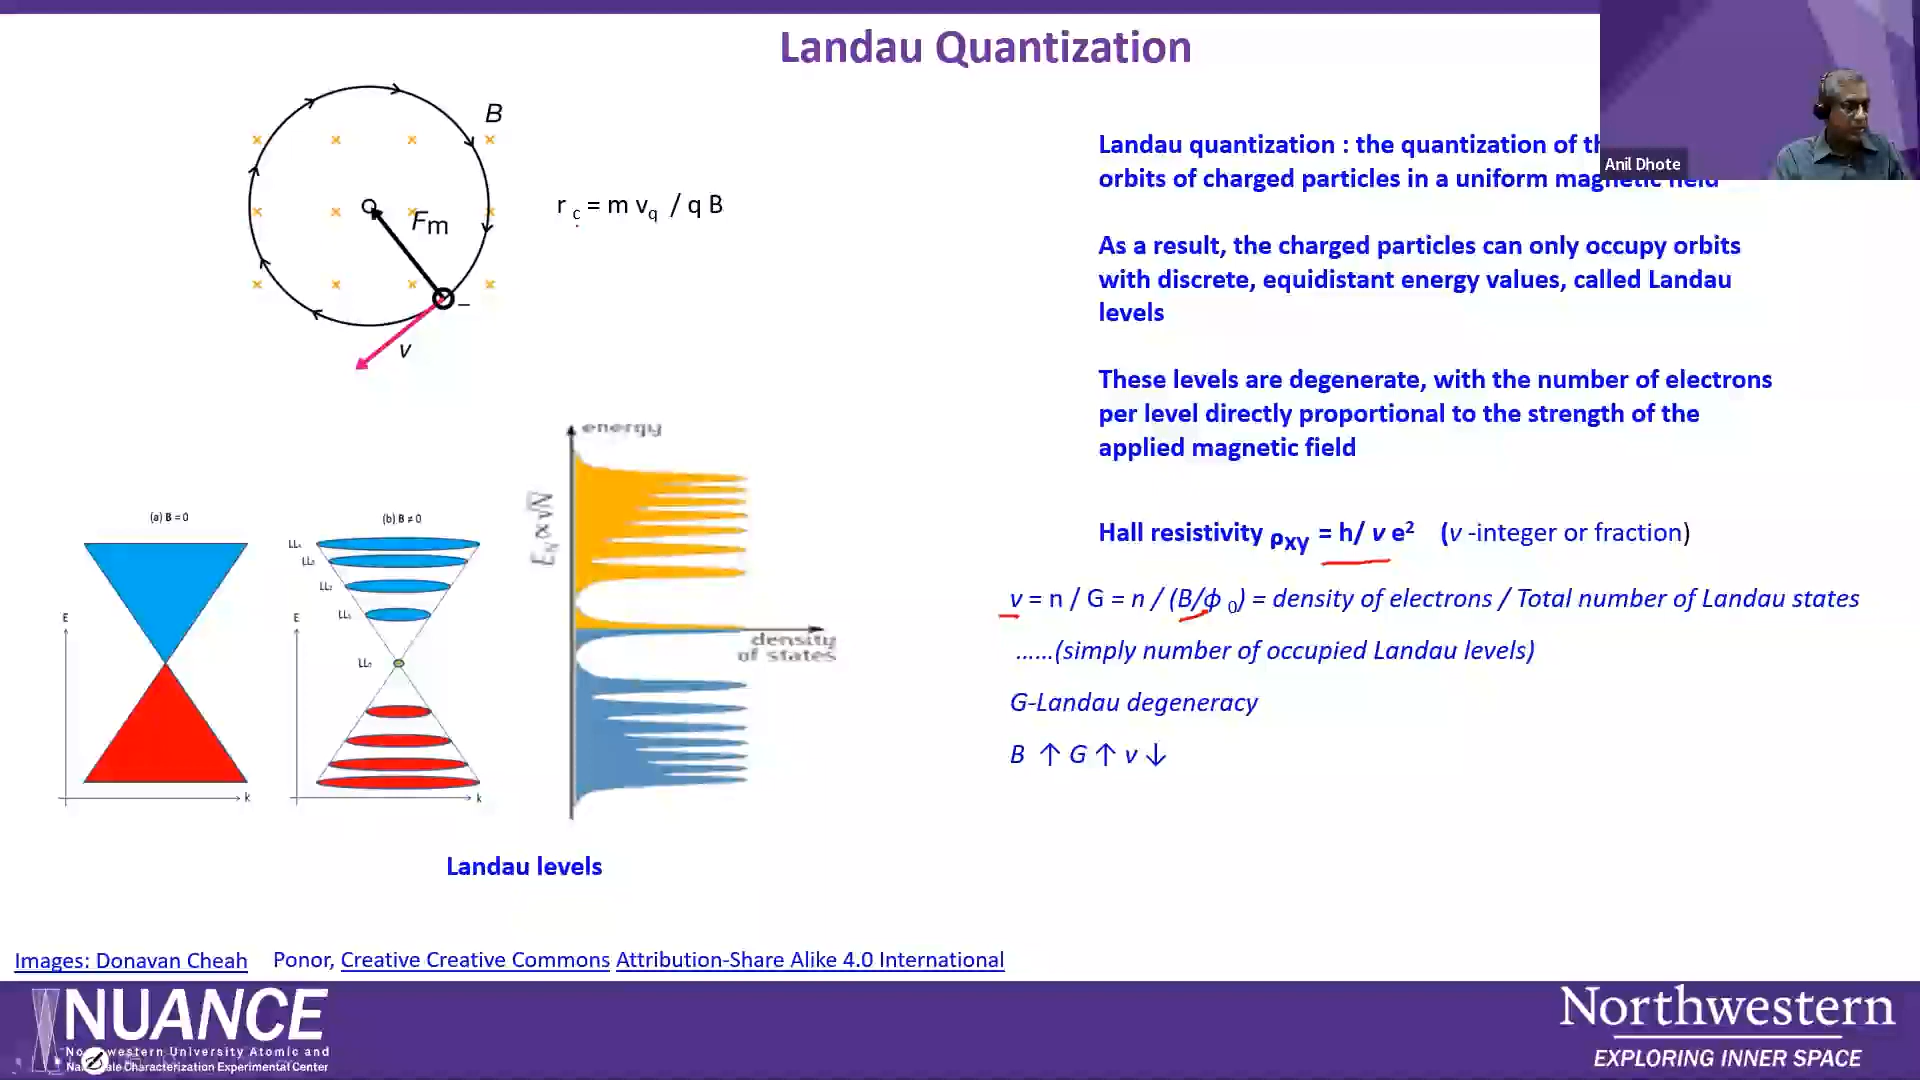 Landau Quantization
Anil Dhote
B
F m
v
–
r c = m vq / q B
Landau quantization : the quantization of
orbits of charged particles in a uniform magnetic field
As a result, the charged particles can only occupy orbits
with discrete, equidistant energy values, called Landau
levels
These levels are degenerate, with the number of electrons
per level directly proportional to the strength of the
applied magnetic field
Hall resistivity ρxy = h/ v e² (v -integer or fraction)
v = n / G = n / (B/ϕ 0) = density of electrons / Total number of Landau states
......(simply number of occupied Landau levels)
G-Landau degeneracy
B ↑ G ↑ v ↓
(a) B = 0
E
k
(b) B ≠ 0
LL₂
LL₁
LL₀
E
k
energy
E_N ∝ √N
density
of states
Landau levels
Images: Donavan Cheah Ponor, Creative Creative Commons Attribution-Share Alike 4.0 International
NUANCE
Northwestern University Atomic and
Characterization Experimental Center
Northwestern
EXPLORING INNER SPACE